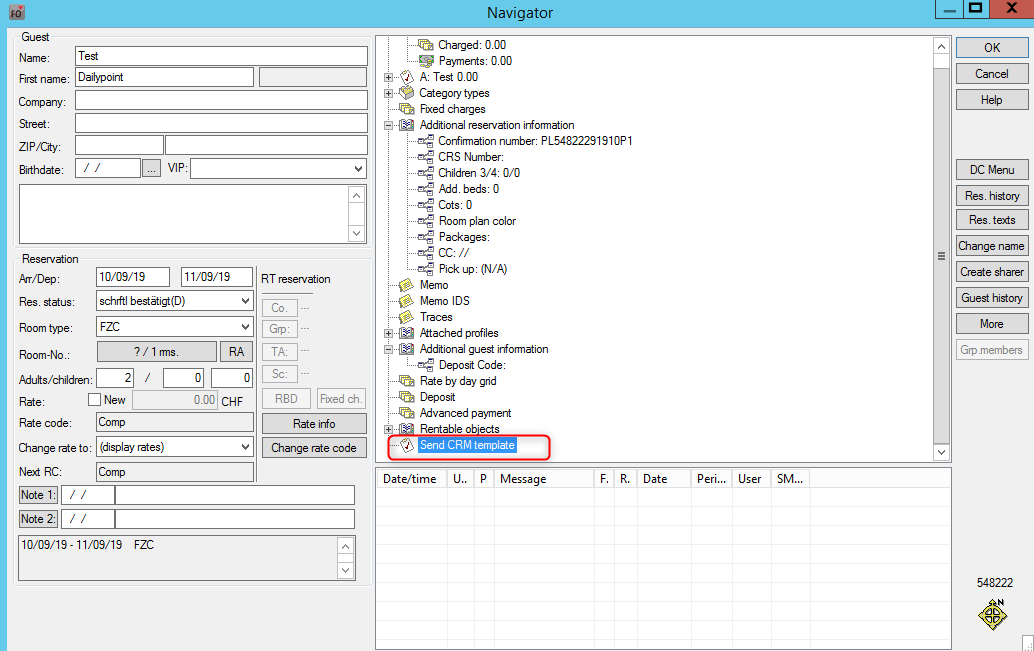 FO
Navigator
Guest
Name: Test
First name: Dailypoint
Company:
Street:
ZIP/City:
Birthdate: / / ... VIP:
Reservation
Arr/Dep: 10/09/19 11/09/19 RT reservation
Res. status: schrftl bestätigt(D) Co. ...
Room type: FZC Grp: ...
Room-No.: ? / 1 ms. RA TA: ...
Adults/children: 2 / 0 0 Sc: ...
Rate: New 0.00 CHF RBD Fixed ch.
Rate code: Comp Rate info
Change rate to: (display rates) Change rate code
Next RC: Comp
Note 1: / /
Note 2: / /
10/09/19 - 11/09/19 FZC
Charged: 0.00
Payments: 0.00
A: Test 0.00
Category types
Fixed charges
Additional reservation information
Confirmation number: PL54822291910P1
CRS Number:
Children 3/4: 0/0
Add. beds: 0
Cots: 0
Room plan color
Packages:
CC: //
Pick up: (N/A)
Memo
Memo IDS
Traces
Attached profiles
Additional guest information
Deposit Code:
Rate by day grid
Deposit
Advanced payment
Rentable objects
Send CRM template
Date/time U.. P Message F. R. Date Peri... User SM...
OK
Cancel
Help
DC Menu
Res. history
Res. texts
Change name
Create sharer
Guest history
More
Grp.members
548222
N